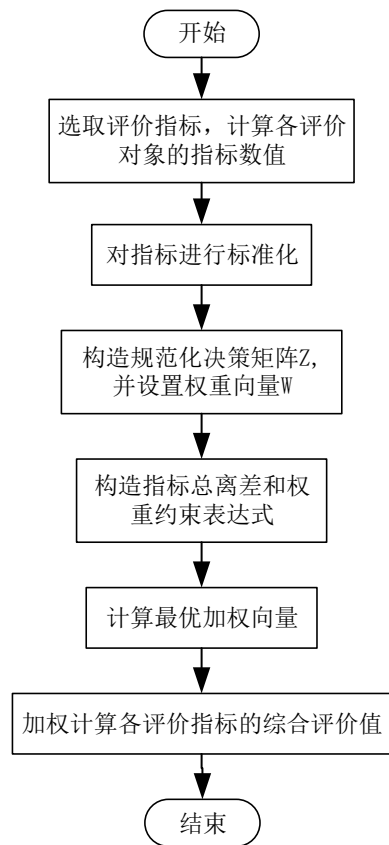 开始
选取评价指标，计算各评价
对象的指标数值
对指标进行标准化
构造规范化决策矩阵Z,
并设置权重向量W
构造指标总离差和权
重约束表达式
计算最优加权向量
加权计算各评价指标的综合评价值
结束